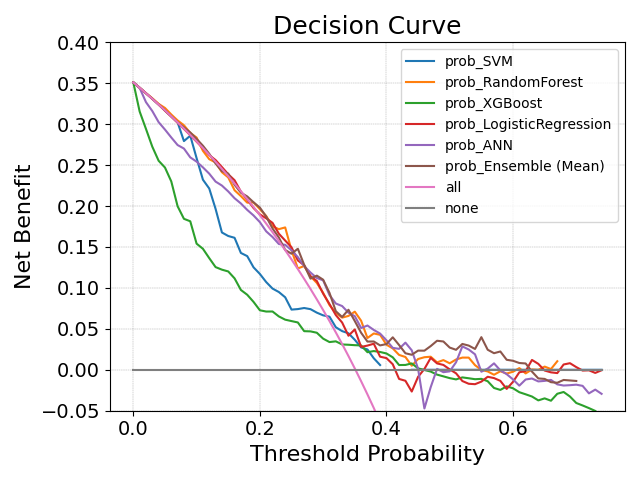 Decision Curve
Net Benefit
0.40
0.35
0.30
0.25
0.20
0.15
0.10
0.05
0.00
−0.05
prob_SVM
prob_RandomForest
prob_XGBoost
prob_LogisticRegression
prob_ANN
prob_Ensemble (Mean)
all
none
0.0 0.2 0.4 0.6
Threshold Probability